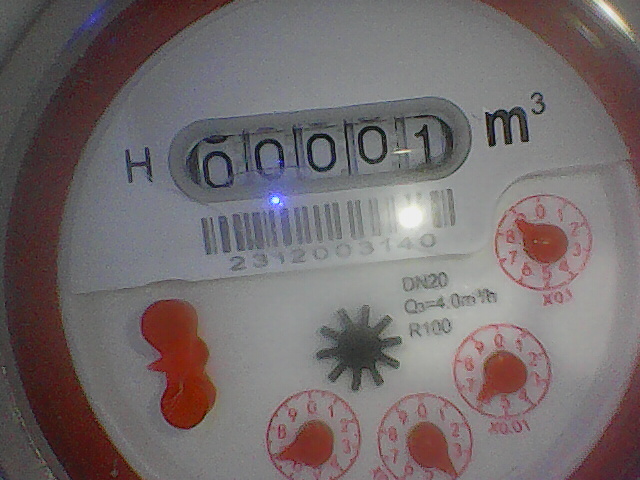 H 00001 m³
2312003140
DN20
Q₃=4.0m³/h
R100
X0.1
X0.01